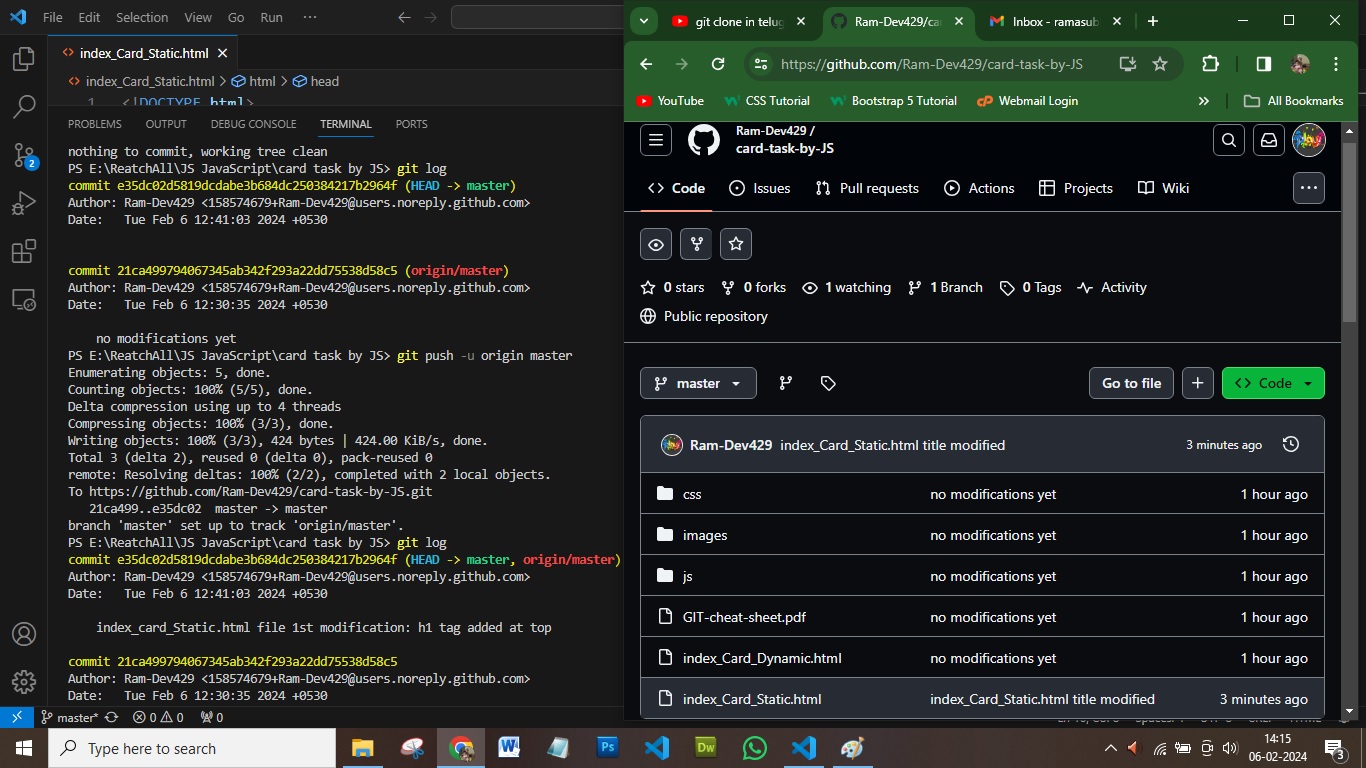 File Edit Selection View Go Run ···
index_Card_Static.html
index_Card_Static.html > html > head
1 <!DOCTYPE html>
PROBLEMS OUTPUT DEBUG CONSOLE TERMINAL PORTS
nothing to commit, working tree clean
PS E:\ReatchAll\JS JavaScript\card task by JS> git log
commit e35dc02d5819dcdabe3b684dc250384217b2964f (HEAD -> master)
Author: Ram-Dev429 <158574679+Ram-Dev429@users.noreply.github.com>
Date:   Tue Feb 6 12:41:03 2024 +0530
commit 21ca499794067345ab342f293a22dd75538d58c5 (origin/master)
Author: Ram-Dev429 <158574679+Ram-Dev429@users.noreply.github.com>
Date:   Tue Feb 6 12:30:35 2024 +0530
no modifications yet
PS E:\ReatchAll\JS JavaScript\card task by JS> git push -u origin master
Enumerating objects: 5, done.
Counting objects: 100% (5/5), done.
Delta compression using up to 4 threads
Compressing objects: 100% (3/3), done.
Writing objects: 100% (3/3), 424 bytes | 424.00 KiB/s, done.
Total 3 (delta 2), reused 0 (delta 0), pack-reused 0
remote: Resolving deltas: 100% (2/2), completed with 2 local objects.
To https://github.com/Ram-Dev429/card-task-by-JS.git
21ca499..e35dc02  master -> master
branch 'master' set up to track 'origin/master'.
PS E:\ReatchAll\JS JavaScript\card task by JS> git log
commit e35dc02d5819dcdabe3b684dc250384217b2964f (HEAD -> master, origin/master)
Author: Ram-Dev429 <158574679+Ram-Dev429@users.noreply.github.com>
Date:   Tue Feb 6 12:41:03 2024 +0530
index_card_Static.html file 1st modification: h1 tag added at top
commit 21ca499794067345ab342f293a22dd75538d58c5
Author: Ram-Dev429 <158574679+Ram-Dev429@users.noreply.github.com>
Date:   Tue Feb 6 12:30:35 2024 +0530
2
master* 0 0 0
git clone in telug
Ram-Dev429/car
Inbox - ramasub
https://github.com/Ram-Dev429/card-task-by-JS
YouTube CSS Tutorial Bootstrap 5 Tutorial Webmail Login » All Bookmarks
Ram-Dev429 /
card-task-by-JS
Code Issues Pull requests Actions Projects Wiki
0 stars 0 forks 1 watching 1 Branch 0 Tags Activity
Public repository
master Go to file Code
Ram-Dev429 index_Card_Static.html title modified 3 minutes ago
css no modifications yet 1 hour ago
images no modifications yet 1 hour ago
js no modifications yet 1 hour ago
GIT-cheat-sheet.pdf no modifications yet 1 hour ago
index_Card_Dynamic.html no modifications yet 1 hour ago
index_Card_Static.html index_Card_Static.html title modified 3 minutes ago
Type here to search
Ps
Dw
14:15
06-02-2024
3